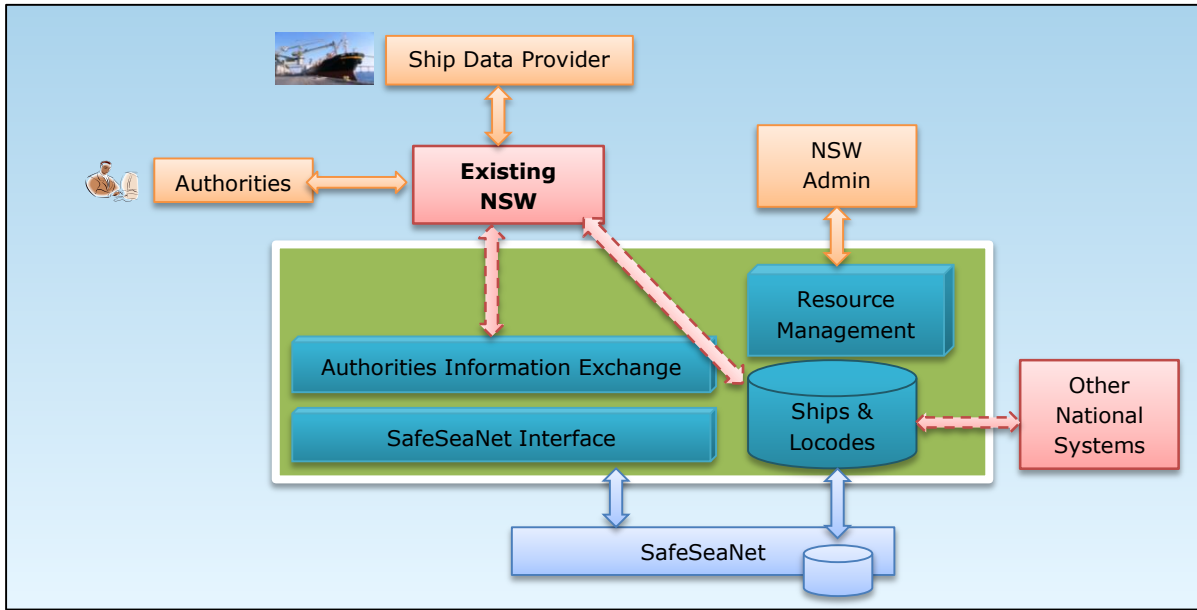 Ship Data Provider
Authorities
Existing
NSW
NSW
Admin
Resource
Management
Authorities Information Exchange
SafeSeaNet Interface
Ships &
Locodes
Other
National
Systems
SafeSeaNet